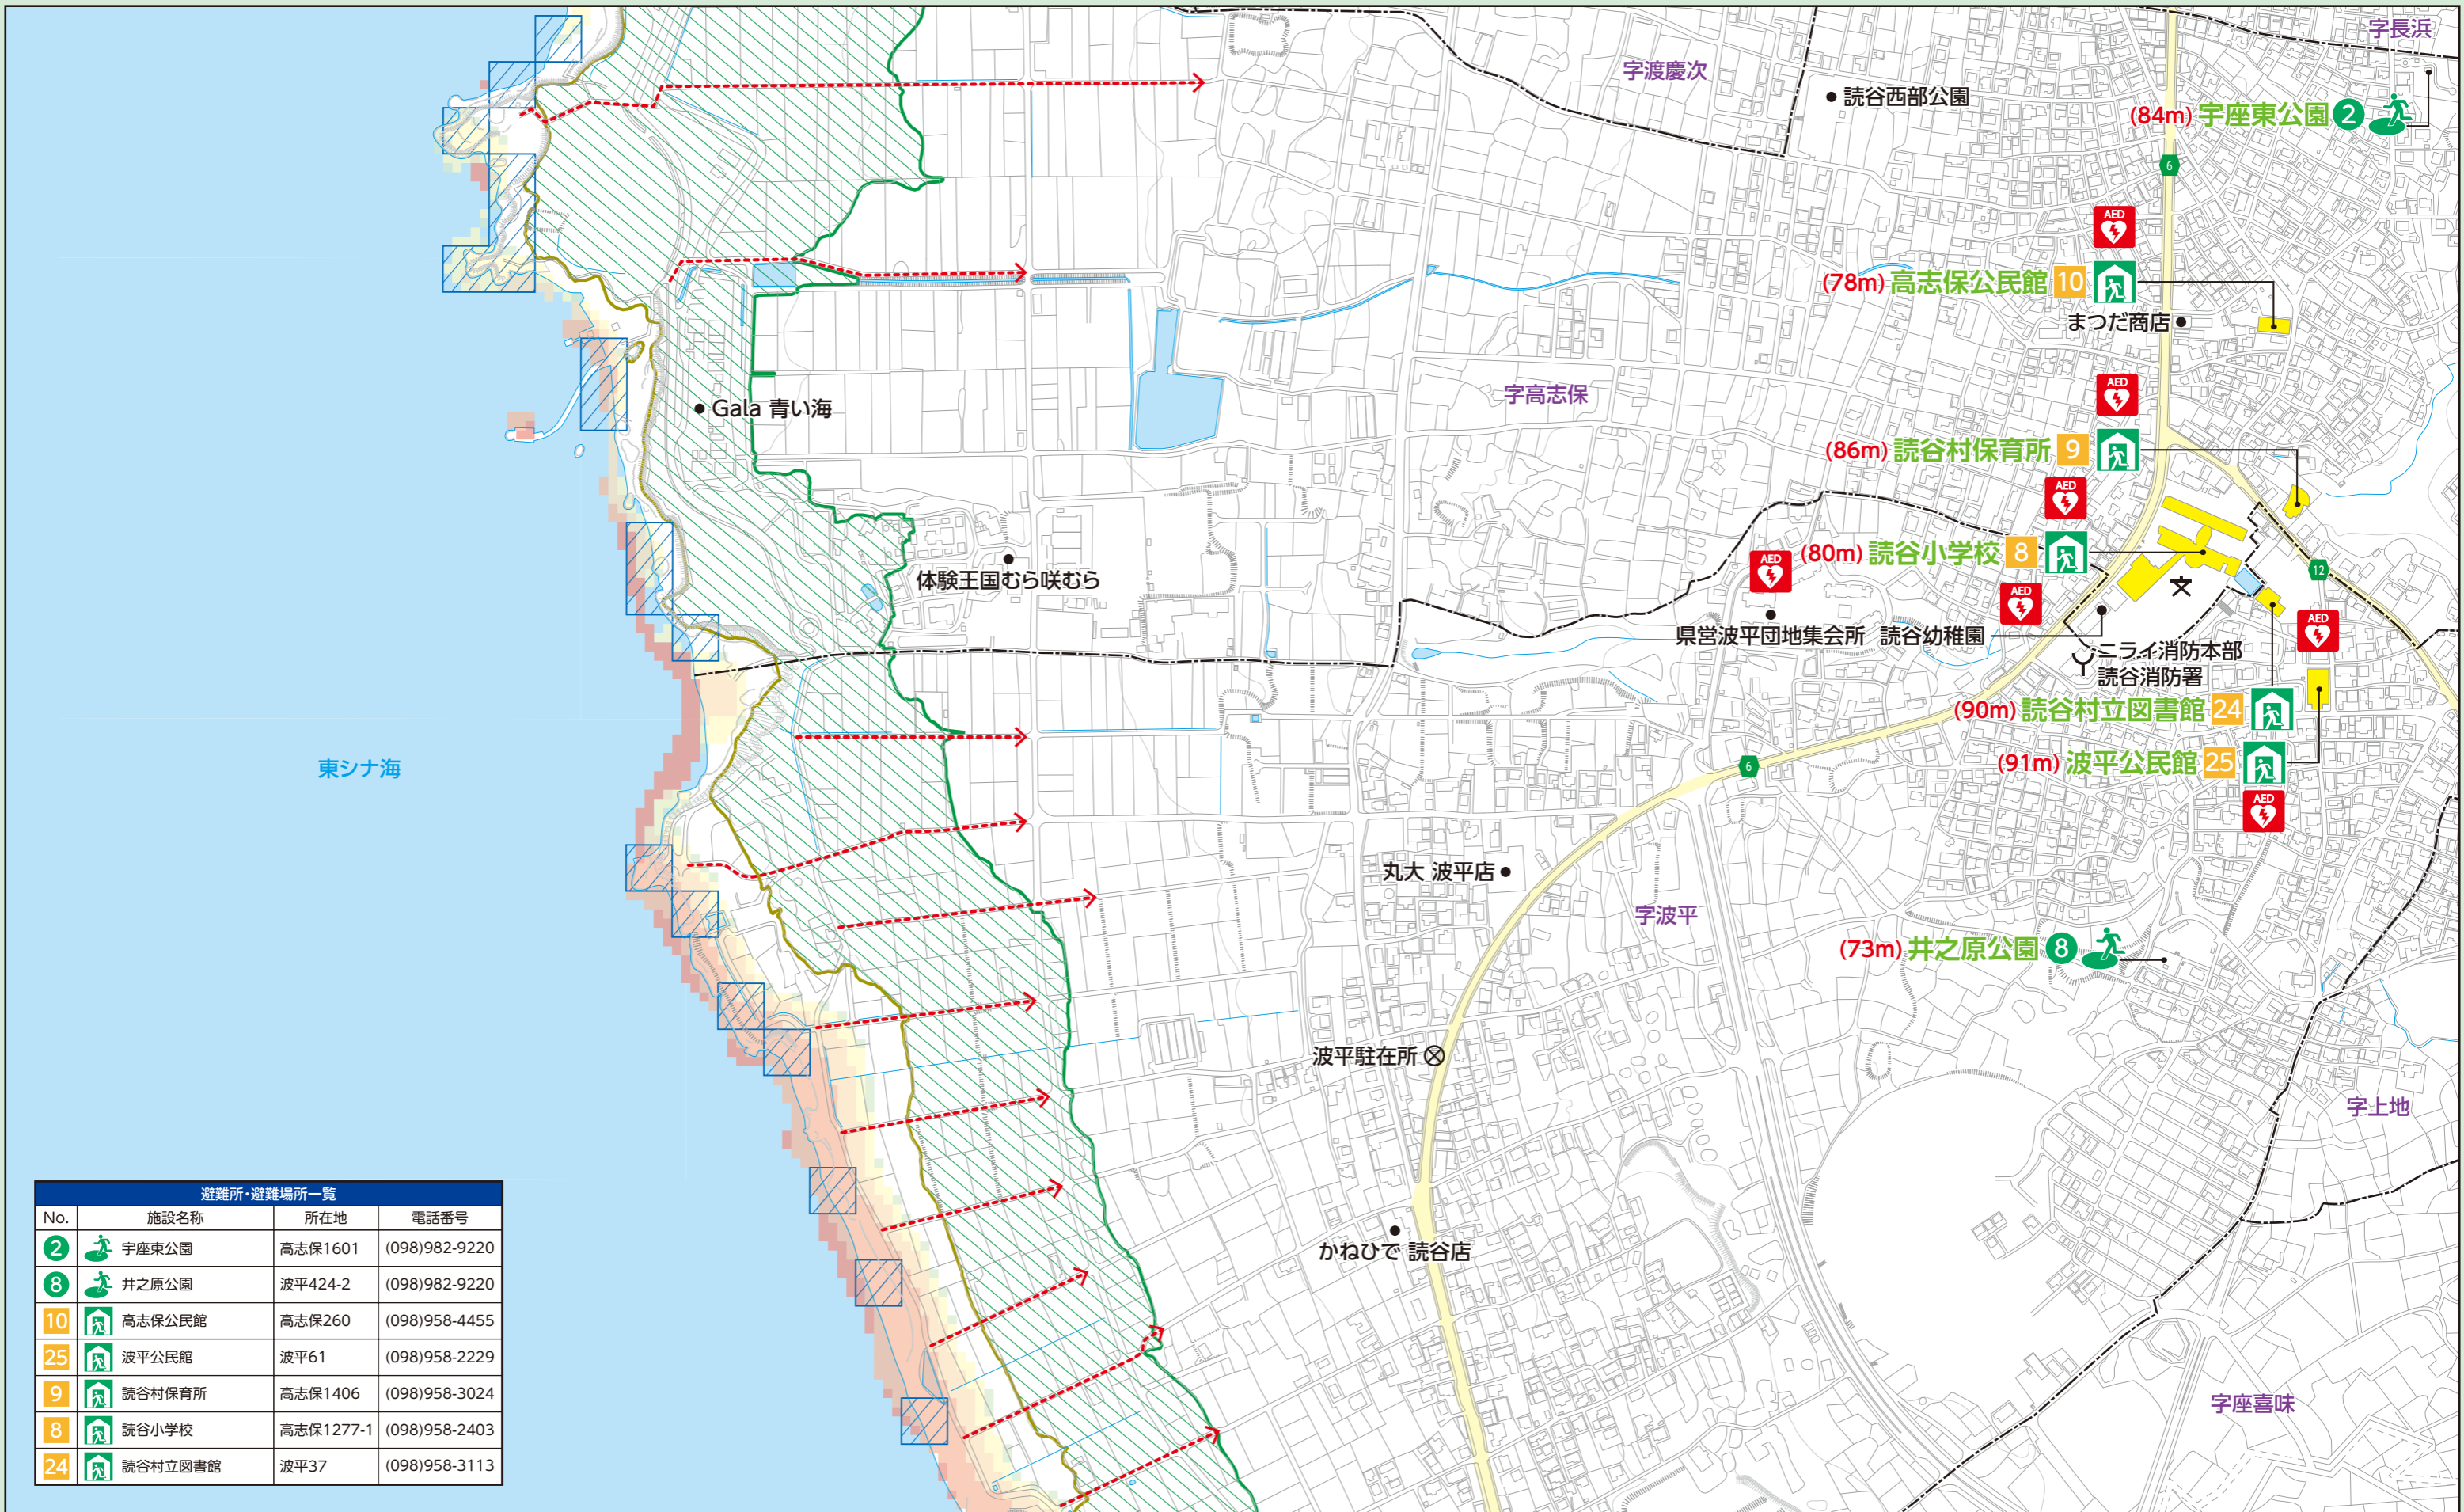 字長浜
字渡慶次
読谷西部公園
(84m) 宇座東公園 2
6
AED
(78m) 高志保公民館 10
まつだ商店
AED
字高志保
Gala 青い海
(86m) 読谷村保育所 9
AED
AED
(80m) 読谷小学校 8
文
12
体験王国むら咲むら
AED
AED
県営波平団地集会所
読谷幼稚園
ニライ消防本部
読谷消防署
(90m) 読谷村立図書館 24
東シナ海
6
(91m) 波平公民館 25
AED
丸大 波平店
字波平
(73m) 井之原公園 8
波平駐在所
字上地
かねひで 読谷店
字座喜味
避難所・避難場所一覧
No. 施設名称 所在地 電話番号
2 宇座東公園 高志保1601 (098)982-9220
8 井之原公園 波平424-2 (098)982-9220
10 高志保公民館 高志保260 (098)958-4455
25 波平公民館 波平61 (098)958-2229
9 読谷村保育所 高志保1406 (098)958-3024
8 読谷小学校 高志保1277-1 (098)958-2403
24 読谷村立図書館 波平37 (098)958-3113